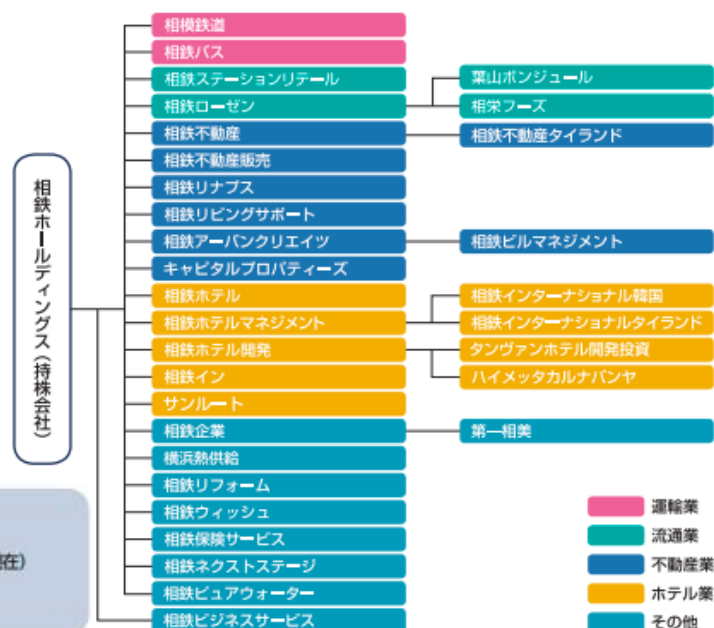 相鉄ホールディングス（持株会社）
相模鉄道
相鉄バス
相鉄ステーションリテール
相鉄ローゼン
相鉄不動産
相鉄不動産販売
相鉄リナプス
相鉄リビングサポート
相鉄アーバンクリエイツ
キャピタルプロパティーズ
相鉄ホテル
相鉄ホテルマネジメント
相鉄ホテル開発
相鉄イン
サンルート
相鉄企業
横浜熱供給
相鉄リフォーム
相鉄ウィッシュ
相鉄保険サービス
相鉄ネクストステージ
相鉄ピュアウォーター
相鉄ビジネスサービス
葉山ボンジュール
相栄フーズ
相鉄不動産タイランド
相鉄ビルマネジメント
相鉄インターナショナル韓国
相鉄インターナショナルタイランド
タンヴァンホテル開発投資
ハイメッタカルナバンヤ
第一相美
運輸業
流通業
不動産業
ホテル業
その他
在）